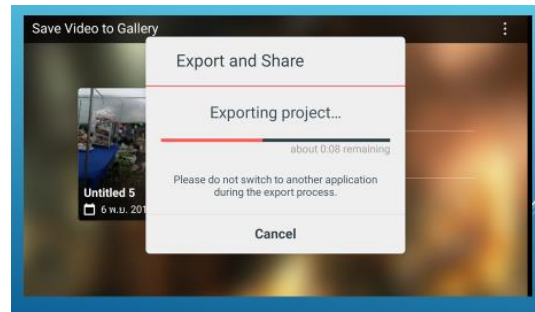 Save Video to Gallery
Export and Share
Exporting project...
about 0:08 remaining
Please do not switch to another application
during the export process.
Untitled 5
6 พ.ย. 201
Cancel